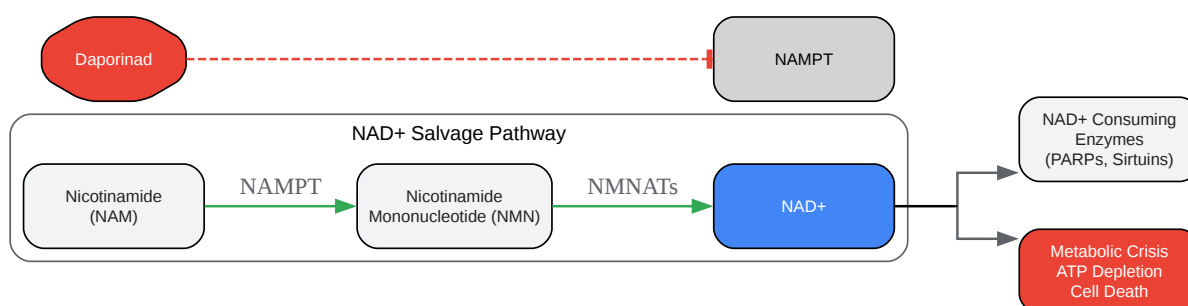 Daporinad
NAMPT
NAD+ Salvage Pathway
Nicotinamide
(NAM)
NAMPT
Nicotinamide
Mononucleotide (NMN)
NMNATs
NAD+
NAD+ Consuming
Enzymes
(PARPs, Sirtuins)
Metabolic Crisis
ATP Depletion
Cell Death